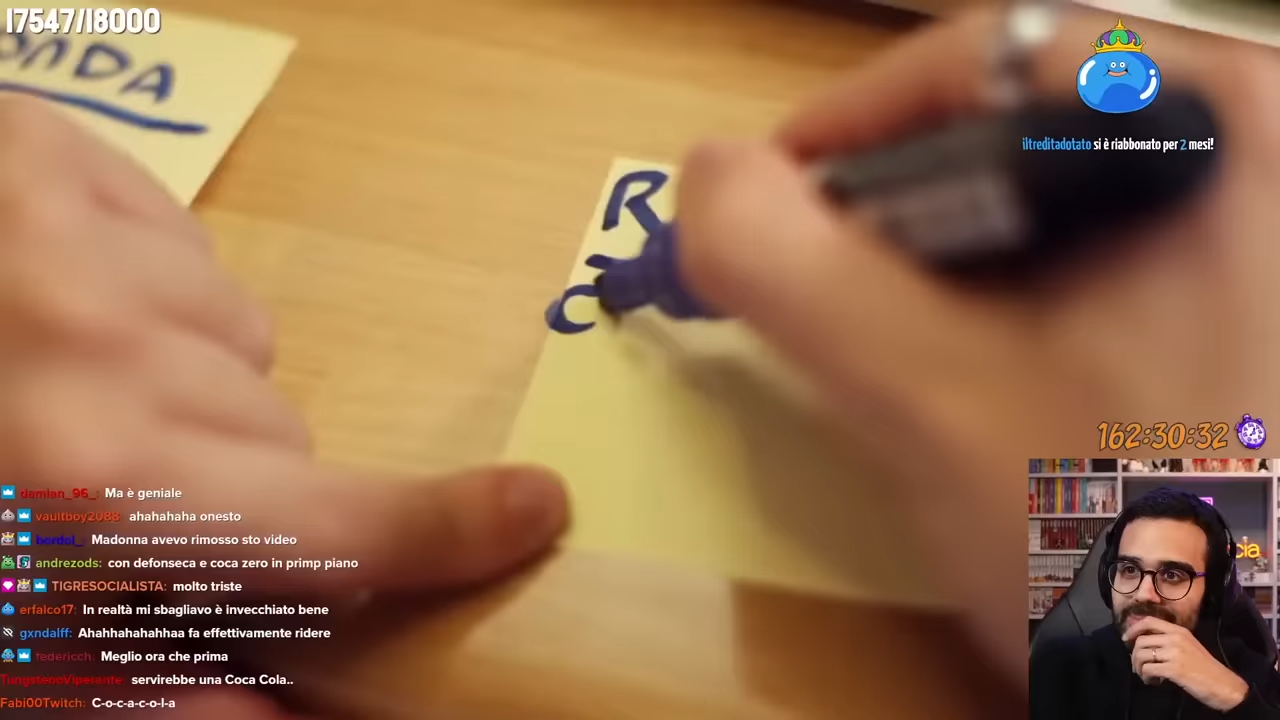 17547/18000
ONDA
R
C
iltreditadotato si è riabbonato per 2 mesi!
162:30:32
cia
damian_96_: Ma è geniale
vaultboy2088: ahahahaha onesto
bordol_: Madonna avevo rimosso sto video
andrezods: con defonseca e coca zero in primp piano
TIGRESOCIALISTA: molto triste
erfalco17: In realtà mi sbagliavo è invecchiato bene
gxndalff: Ahahhahahahhaa fa effettivamente ridere
federicch: Meglio ora che prima
TungstenoViperante: servirebbe una Coca Cola..
Fabi00Twitch: C-o-c-a-c-o-l-a